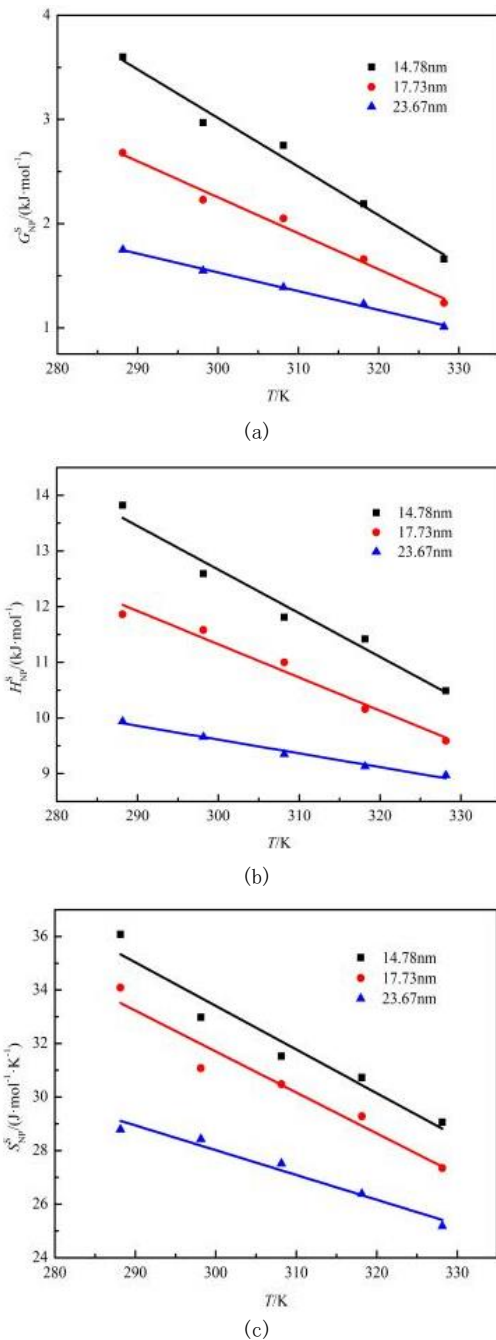 4
3
2
1
G^S_NP/(kJ·mol⁻¹)
14.78nm
17.73nm
23.67nm
280 290 300 310 320 330
T/K
(a)
14
13
12
11
10
9
H^S_NP/(kJ·mol⁻¹)
14.78nm
17.73nm
23.67nm
280 290 300 310 320 330
T/K
(b)
36
34
32
30
28
26
24
S^S_NP/(J·mol⁻¹·K⁻¹)
14.78nm
17.73nm
23.67nm
280 290 300 310 320 330
T/K
(c)